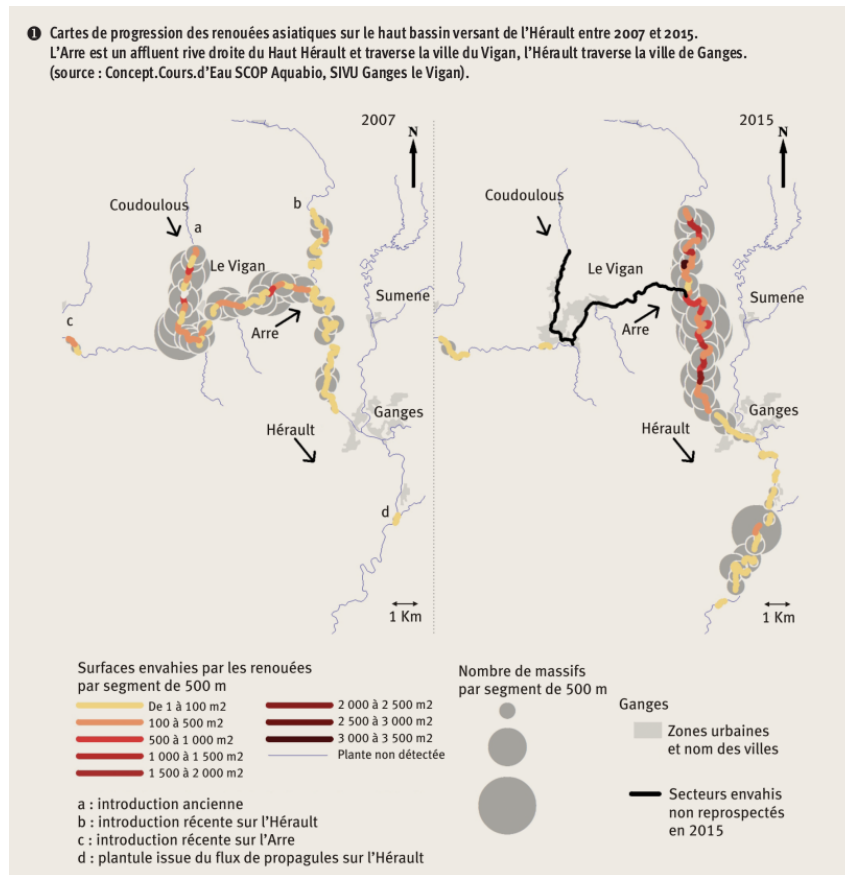 ❶ Cartes de progression des renouées asiatiques sur le haut bassin versant de l'Hérault entre 2007 et 2015.
L'Arre est un affluent rive droite du Haut Hérault et traverse la ville du Vigan, l'Hérault traverse la ville de Ganges.
(source : Concept.Cours.d'Eau SCOP Aquabio, SIVU Ganges le Vigan).
2007
N
Coudoulous
a
b
Le Vigan
Sumene
c
Arre
Ganges
Hérault
d
1 Km
2015
N
Coudoulous
Le Vigan
Sumene
Arre
Ganges
Hérault
1 Km
Surfaces envahies par les renouées
par segment de 500 m
De 1 à 100 m2
100 à 500 m2
500 à 1 000 m2
1 000 à 1 500 m2
1 500 à 2 000 m2
2 000 à 2 500 m2
2 500 à 3 000 m2
3 000 à 3 500 m2
Plante non détectée
a : introduction ancienne
b : introduction récente sur l'Hérault
c : introduction récente sur l'Arre
d : plantule issue du flux de propagules sur l'Hérault
Nombre de massifs
par segment de 500 m
Ganges
Zones urbaines
et nom des villes
Secteurs envahis
non reprospectés
en 2015